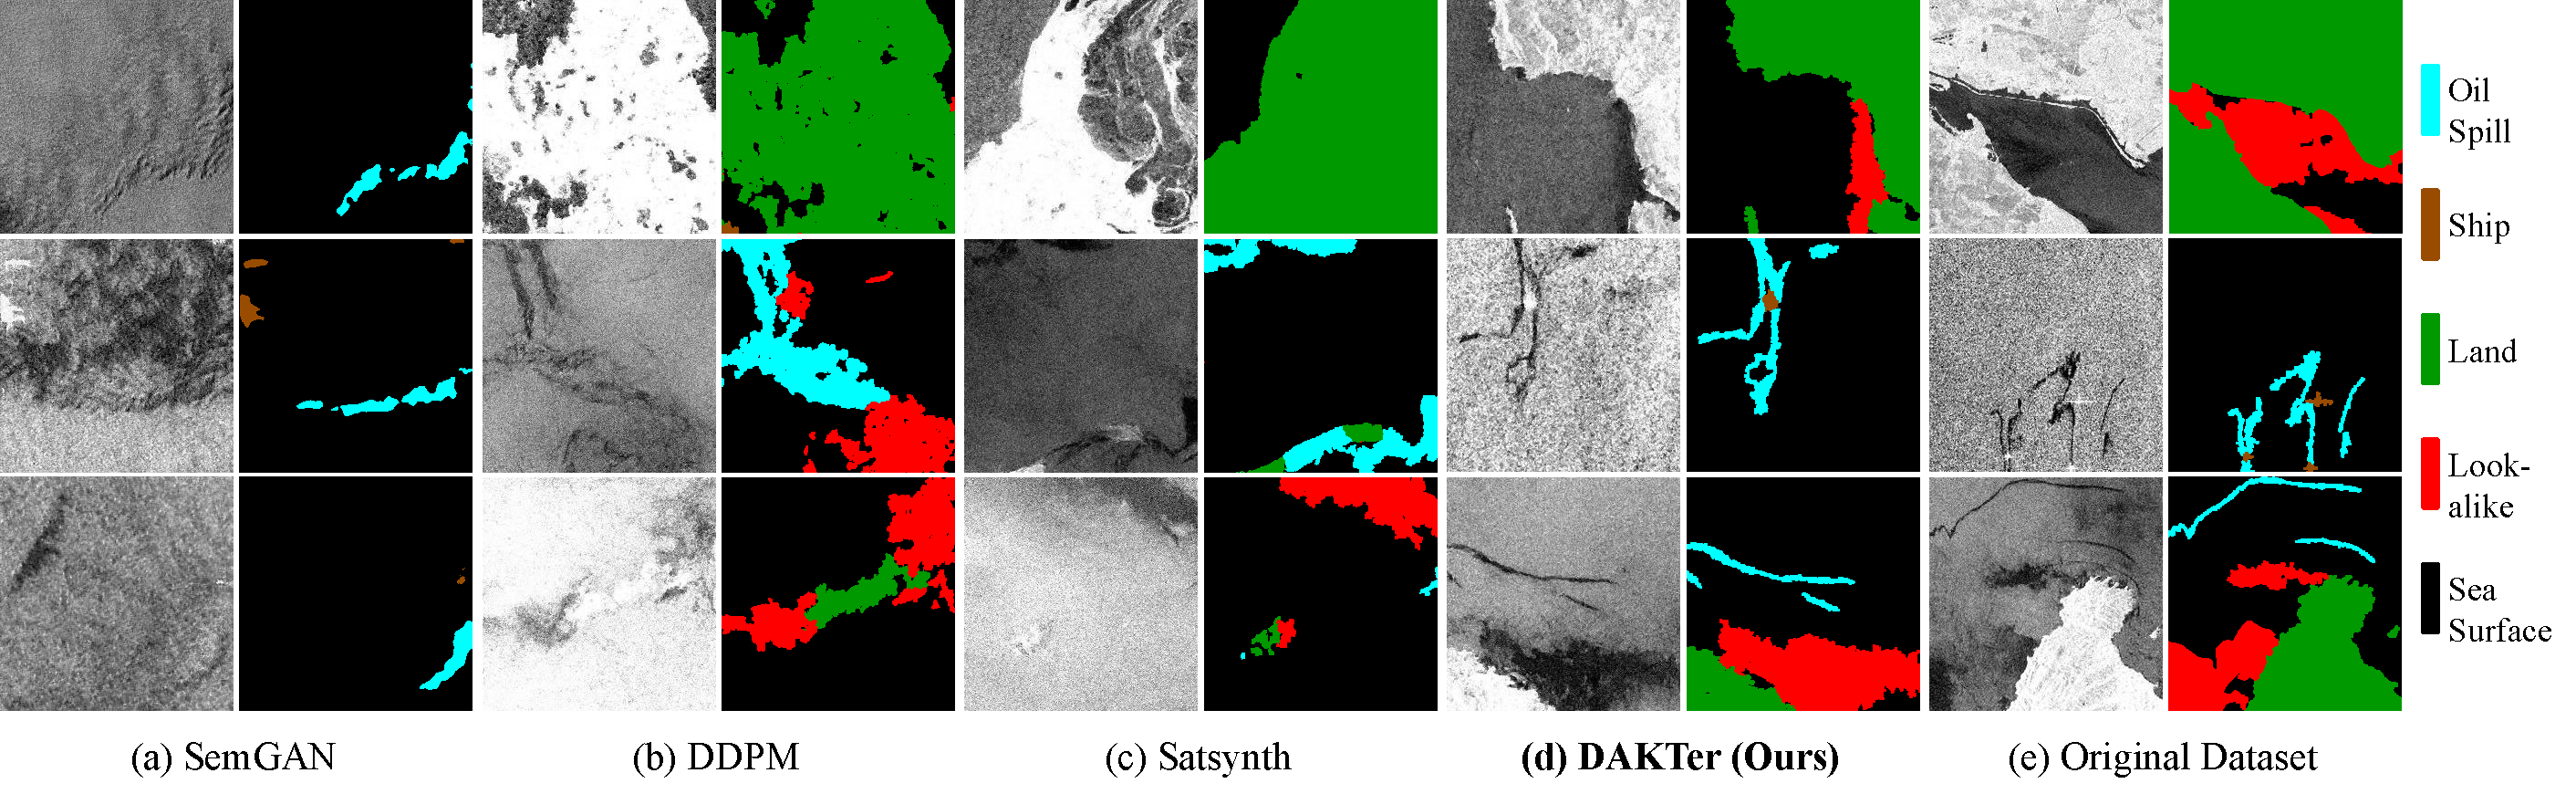 Oil
Spill
Ship
Land
Look-
alike
Sea
Surface
(a) SemGAN
(b) DDPM
(c) Satsynth
(d) DAKTer (Ours)
(e) Original Dataset